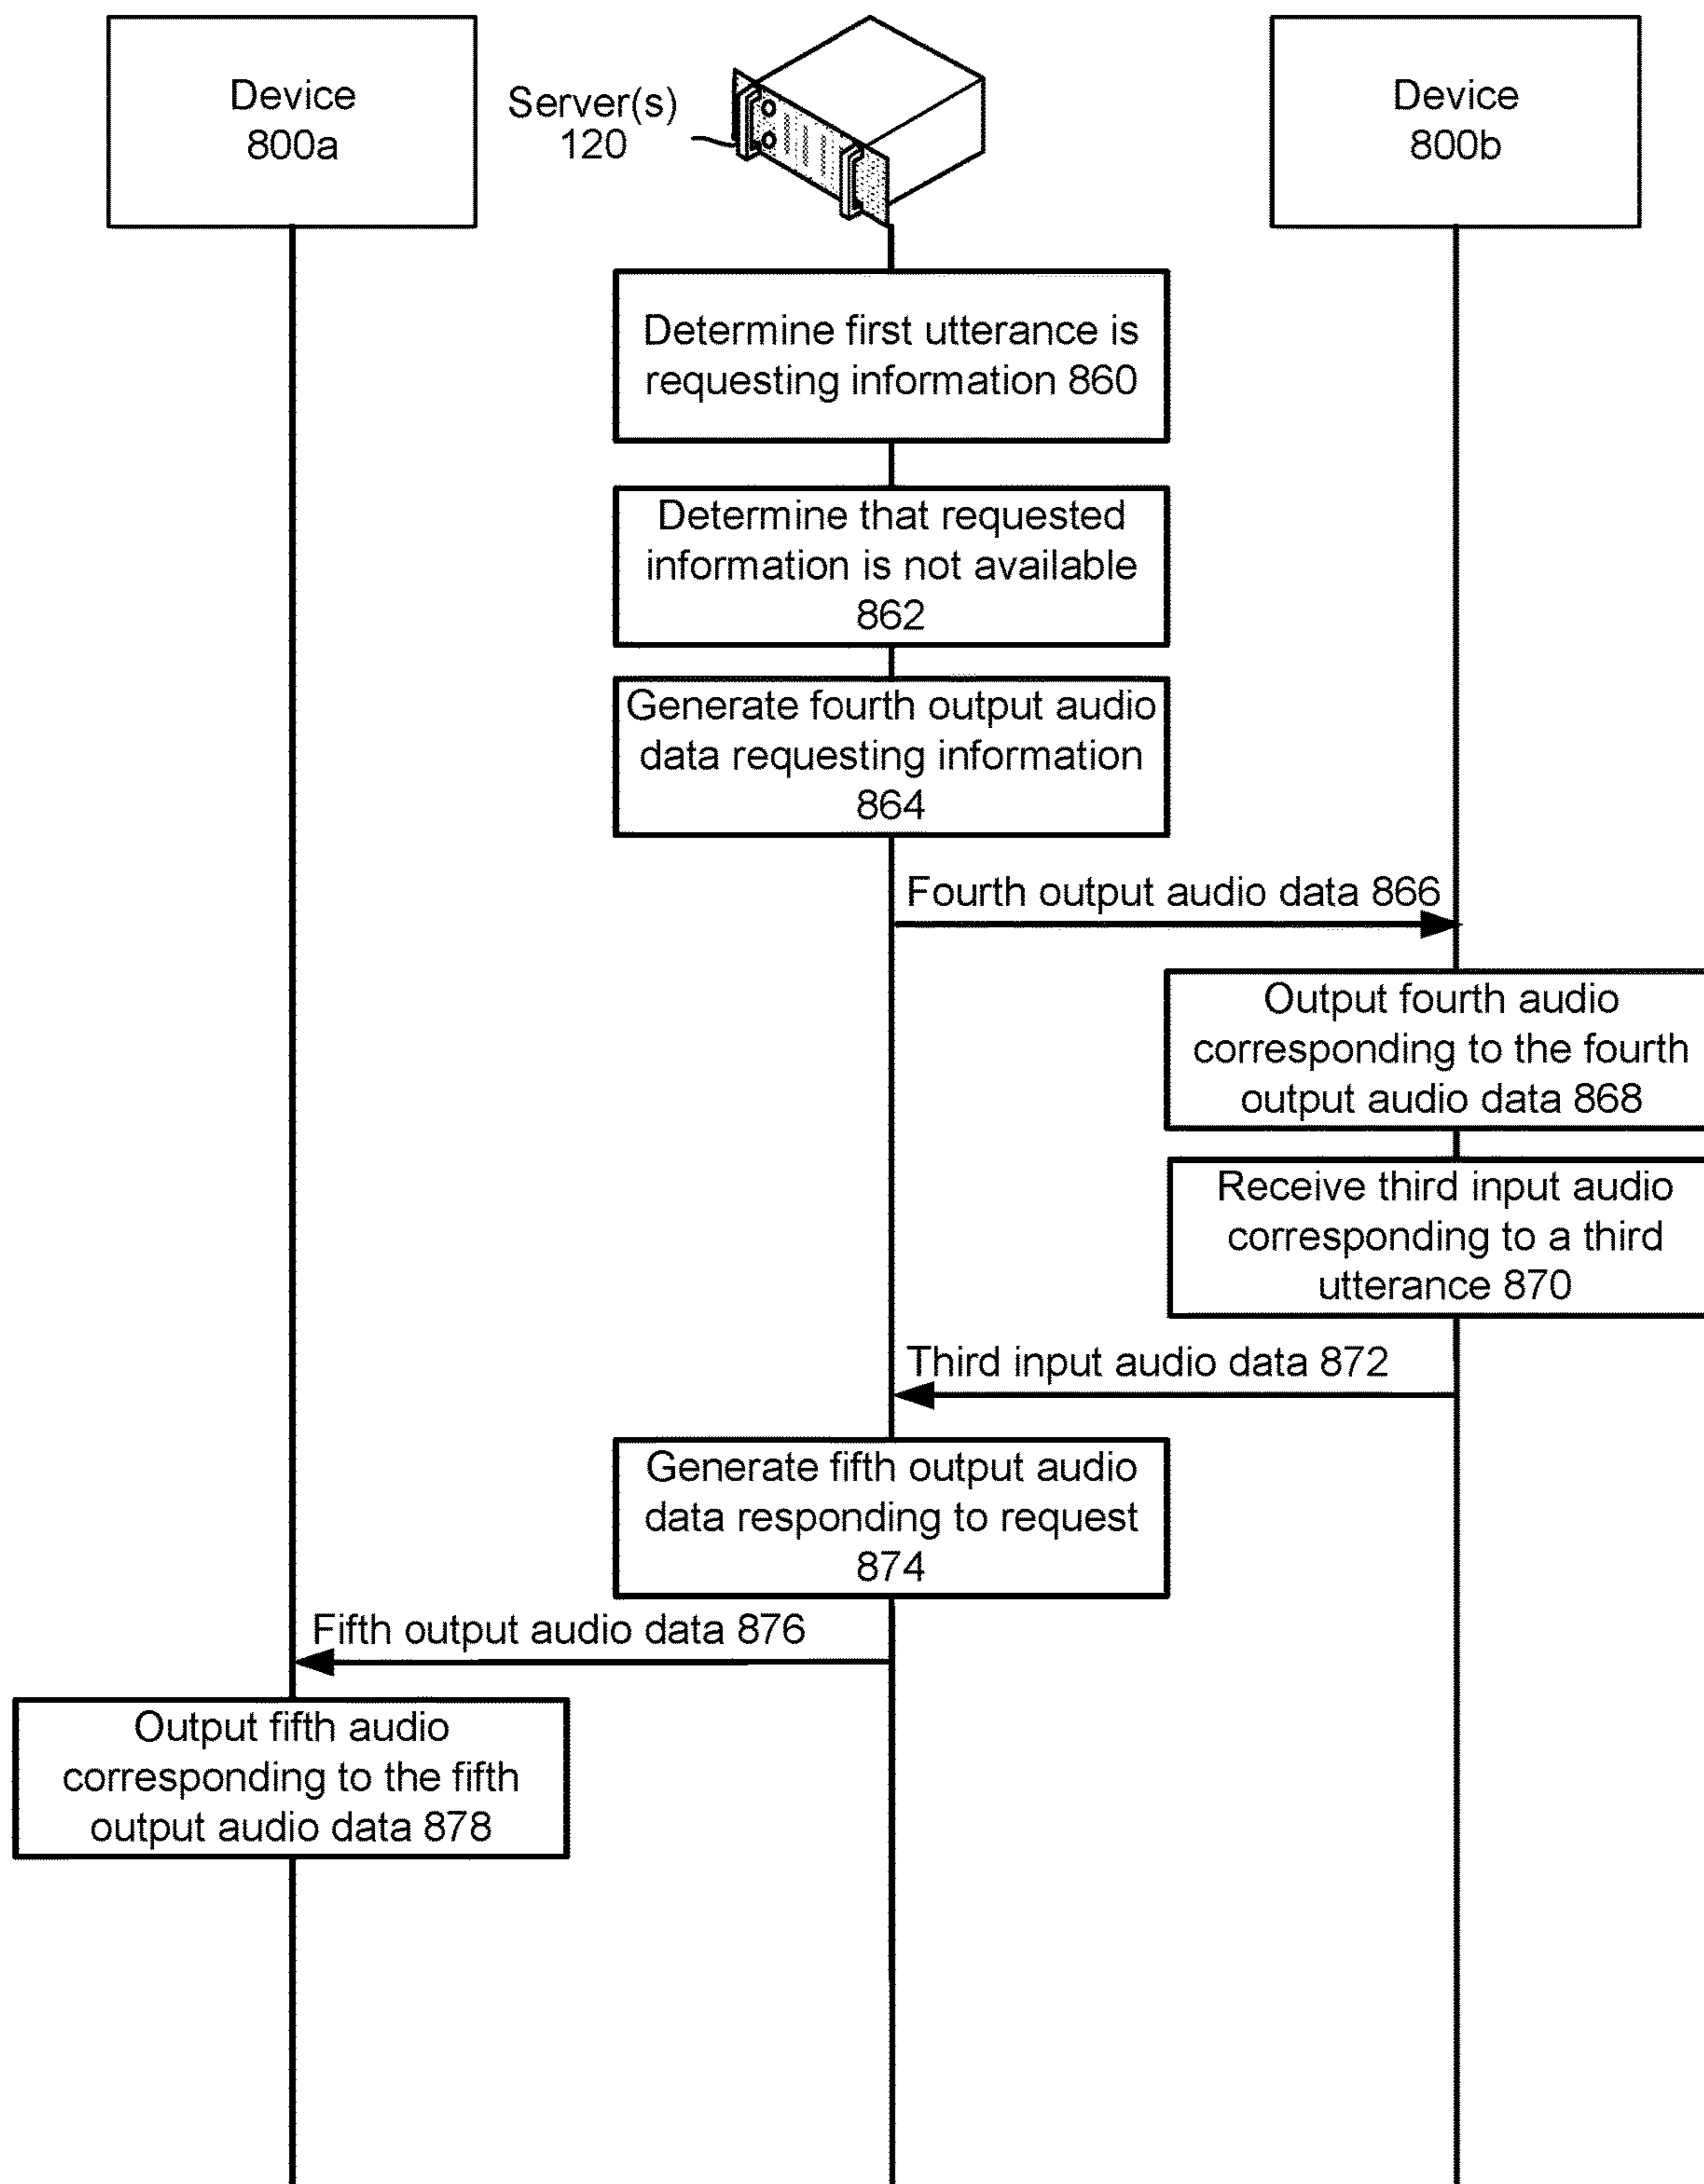 Device
800a
Server(s)
120
Device
800b
Determine first utterance is
requesting information 860
Determine that requested
information is not available
862
Generate fourth output audio
data requesting information
864
Fourth output audio data 866
Output fourth audio
corresponding to the fourth
output audio data 868
Receive third input audio
corresponding to a third
utterance 870
Third input audio data 872
Generate fifth output audio
data responding to request
874
Fifth output audio data 876
Output fifth audio
corresponding to the fifth
output audio data 878